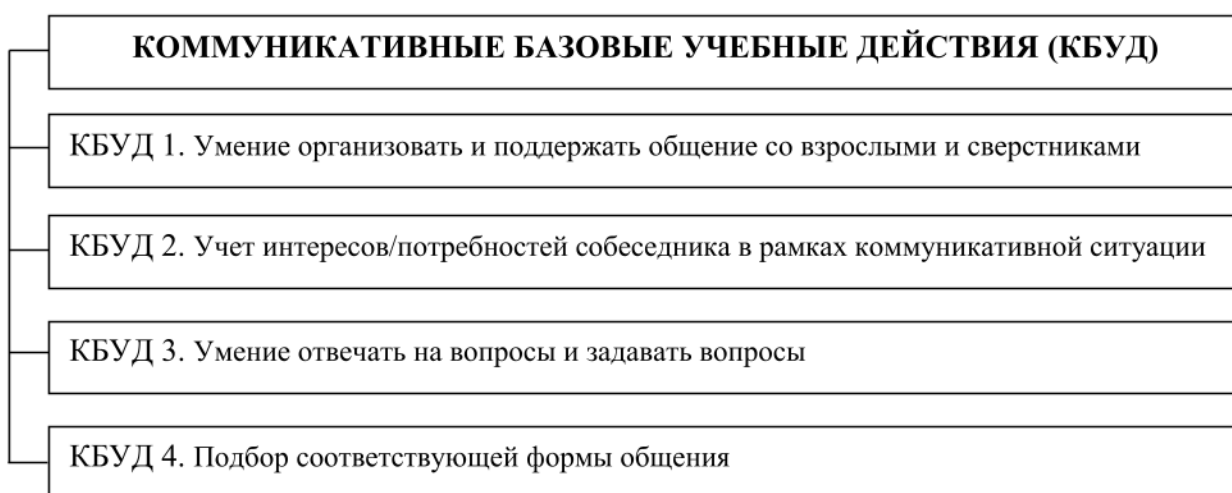 КОММУНИКАТИВНЫЕ БАЗОВЫЕ УЧЕБНЫЕ ДЕЙСТВИЯ (КБУД)
КБУД 1. Умение организовать и поддержать общение со взрослыми и сверстниками
КБУД 2. Учет интересов/потребностей собеседника в рамках коммуникативной ситуации
КБУД 3. Умение отвечать на вопросы и задавать вопросы
КБУД 4. Подбор соответствующей формы общения